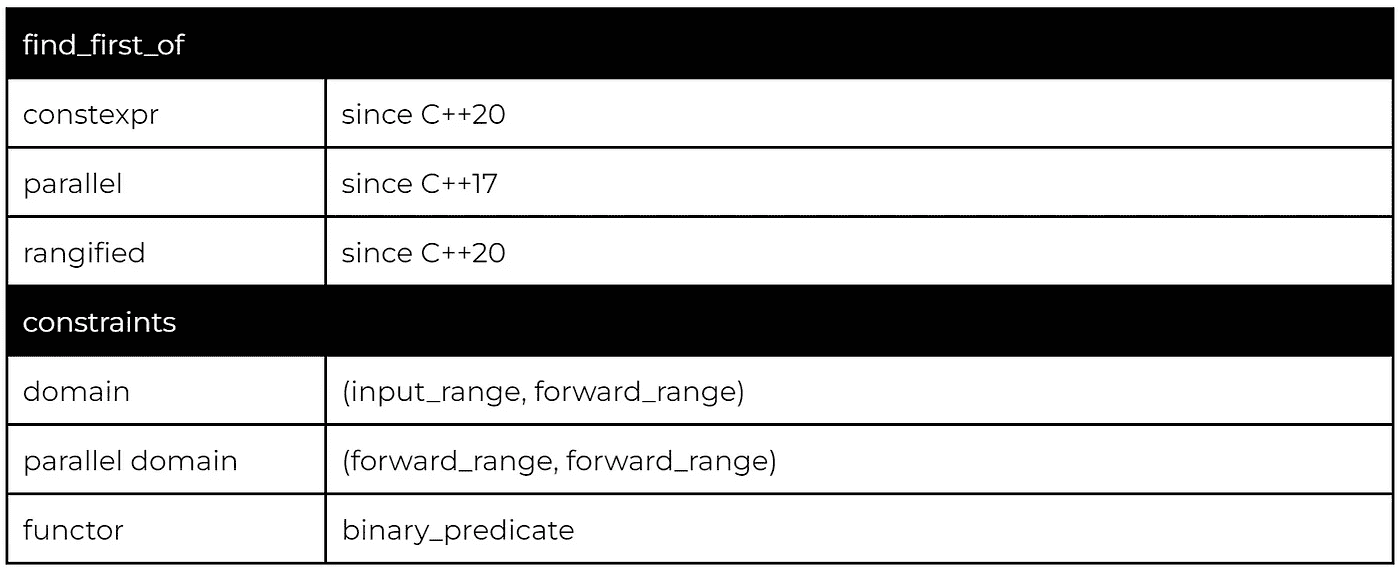 find_first_of
constexpr since C++20
parallel since C++17
rangified since C++20
constraints
domain (input_range, forward_range)
parallel domain (forward_range, forward_range)
functor binary_predicate